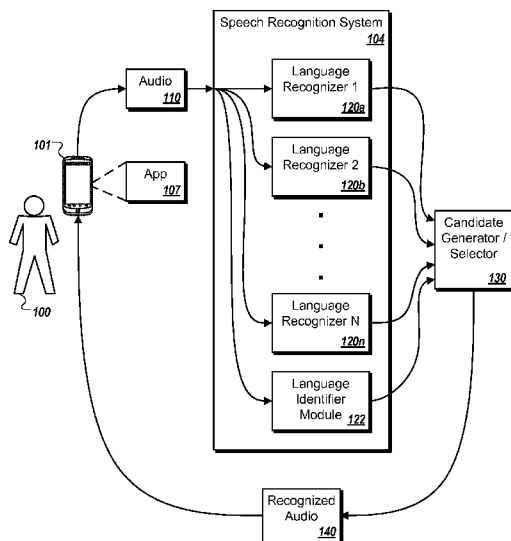 Speech Recognition System
104
Audio
110
Language
Recognizer 1
120a
101
App
107
Language
Recognizer 2
120b
100
Candidate
Generator /
Selector
130
Language
Recognizer N
120n
Language
Identifier
Module
122
Recognized
Audio
140